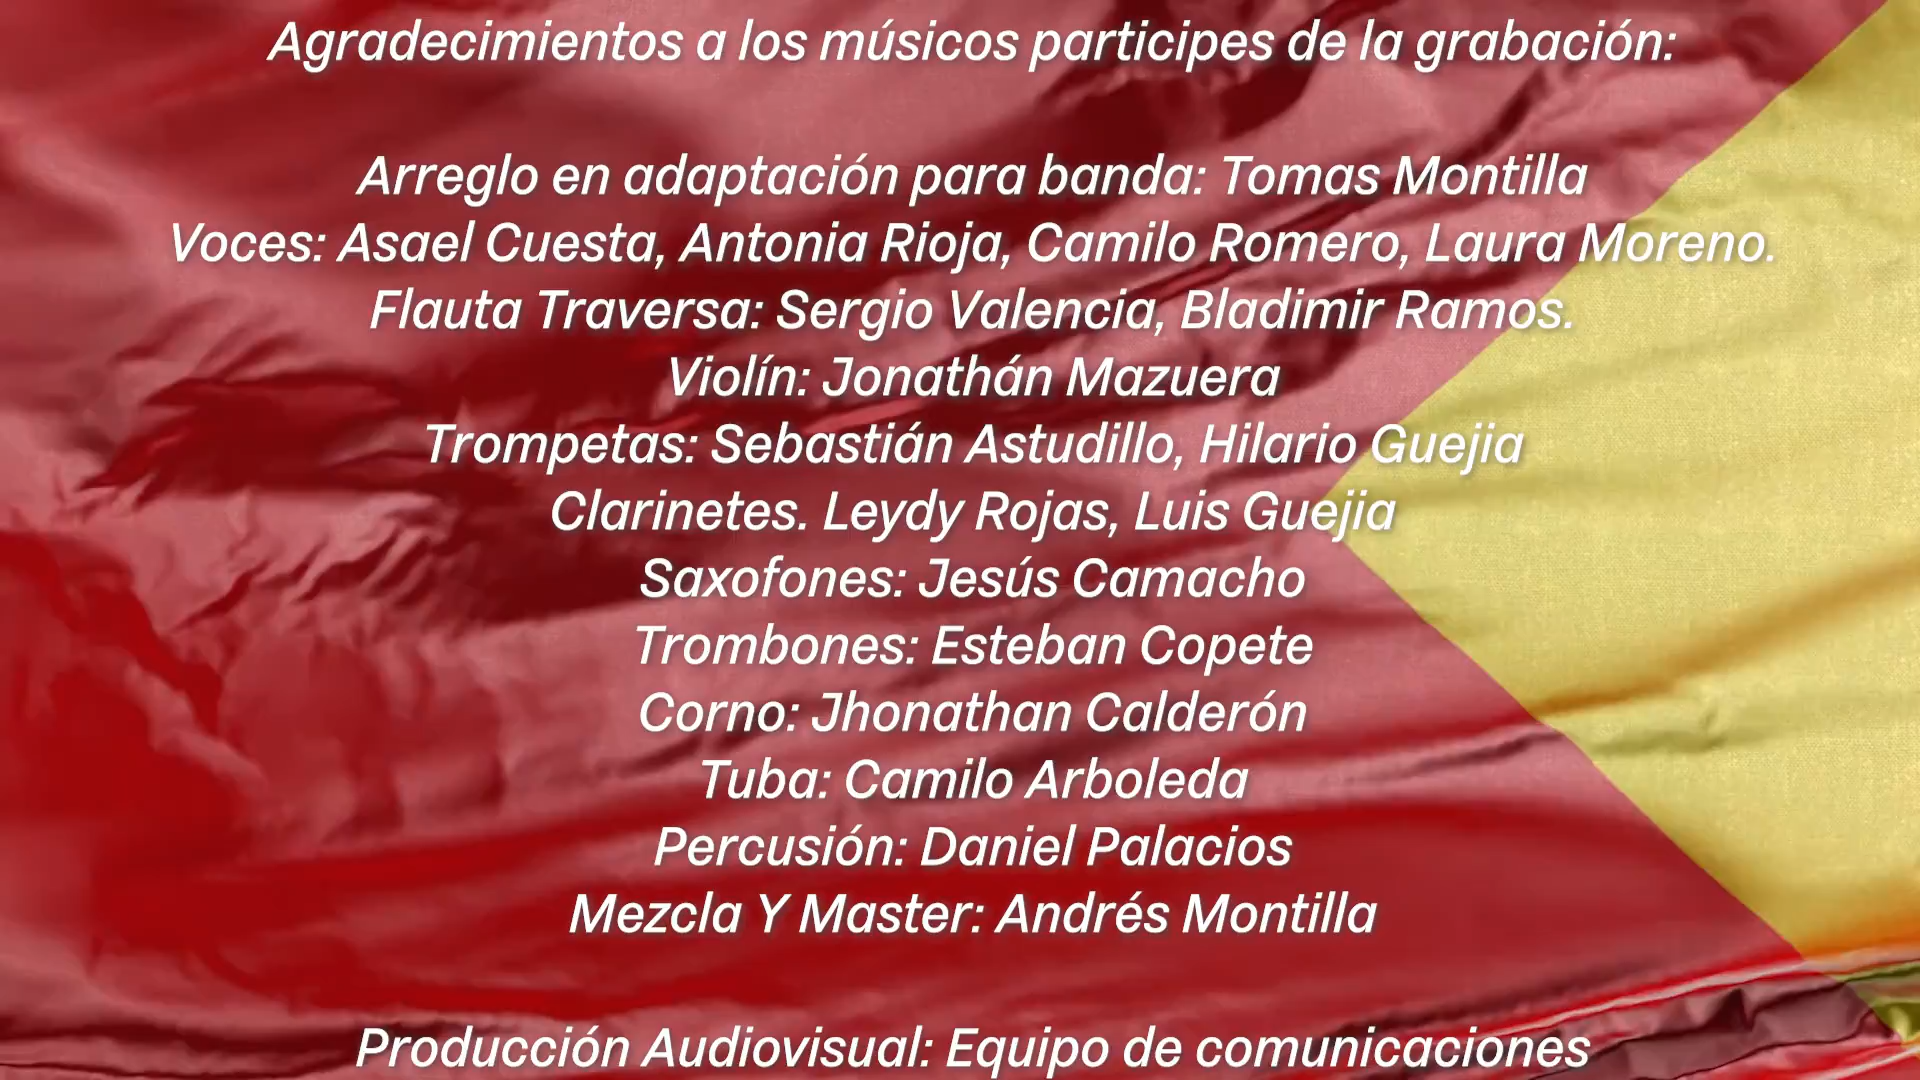 Agradecimientos a los músicos participes de la grabación:
Arreglo en adaptación para banda: Tomas Montilla
Voces: Asael Cuesta, Antonia Rioja, Camilo Romero, Laura Moreno.
Flauta Traversa: Sergio Valencia, Bladimir Ramos.
Violín: Jonathán Mazuera
Trompetas: Sebastián Astudillo, Hilario Guejia
Clarinetes. Leydy Rojas, Luis Guejia
Saxofones: Jesús Camacho
Trombones: Esteban Copete
Corno: Jhonathan Calderón
Tuba: Camilo Arboleda
Percusión: Daniel Palacios
Mezcla Y Master: Andrés Montilla
Producción Audiovisual: Equipo de comunicaciones